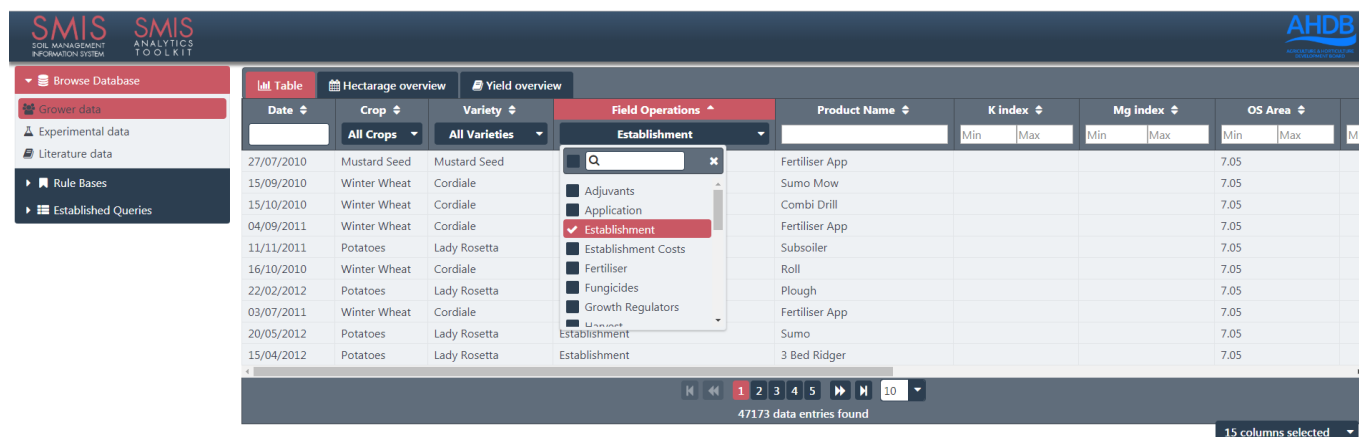 SMIS
SOIL MANAGEMENT
INFORMATION SYSTEM
SMIS
ANALYTICS
TOOLKIT
AHDB
AGRICULTURE & HORTICULTURE
DEVELOPMENT BOARD
Browse Database
Grower data
Experimental data
Literature data
Rule Bases
Established Queries
Table Hectarage overview Yield overview
Date Crop Variety Field Operations Product Name K index Mg index OS Area
All Crops All Varieties Establishment Min Max Min Max Min Max M
27/07/2010 Mustard Seed Mustard Seed Fertiliser App 7.05
15/09/2010 Winter Wheat Cordiale Sumo Mow 7.05
15/10/2010 Winter Wheat Cordiale Combi Drill 7.05
04/09/2011 Winter Wheat Cordiale Fertiliser App 7.05
11/11/2011 Potatoes Lady Rosetta Subsoiler 7.05
16/10/2010 Winter Wheat Cordiale Roll 7.05
22/02/2012 Potatoes Lady Rosetta Plough 7.05
03/07/2011 Winter Wheat Cordiale Fertiliser App 7.05
20/05/2012 Potatoes Lady Rosetta Establishment Sumo 7.05
15/04/2012 Potatoes Lady Rosetta Establishment 3 Bed Ridger 7.05
Adjuvants
Application
Establishment
Establishment Costs
Fertiliser
Fungicides
Growth Regulators
Harvest
1 2 3 4 5 10
47173 data entries found
15 columns selected